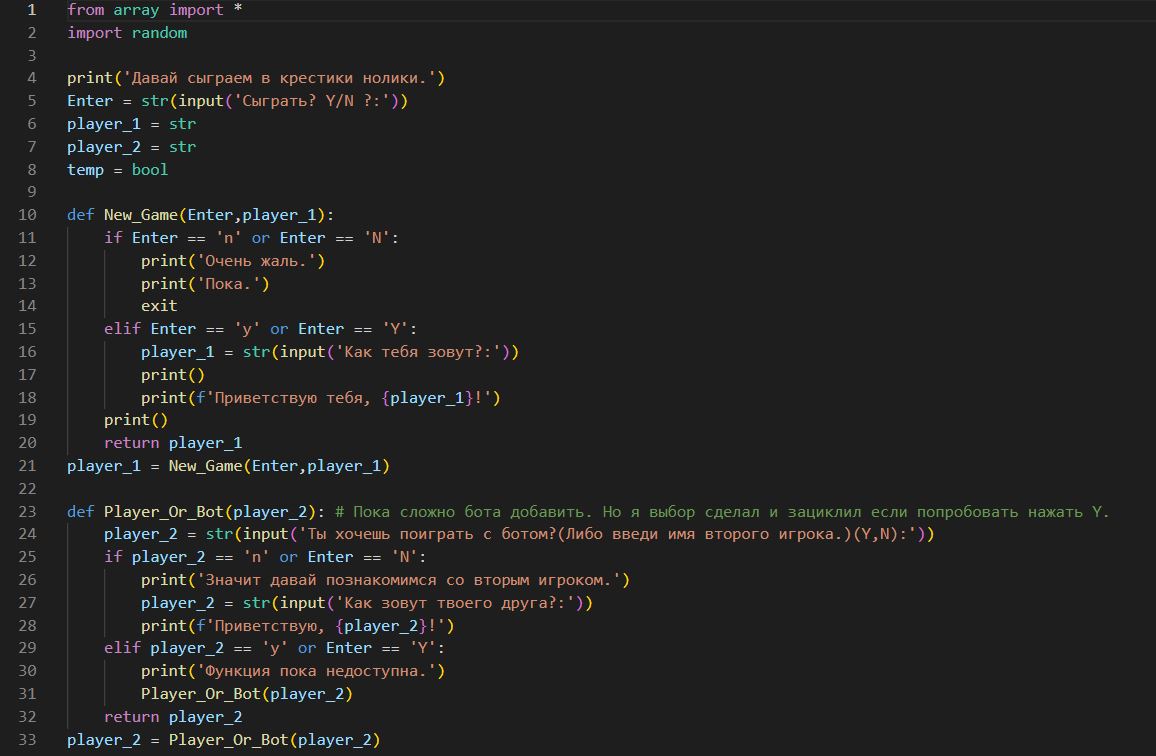 1 from array import *
2 import random
3
4 print('Давай сыграем в крестики нолики.')
5 Enter = str(input('Сыграть? Y/N ?:'))
6 player_1 = str
7 player_2 = str
8 temp = bool
9
10 def New_Game(Enter,player_1):
11     if Enter == 'n' or Enter == 'N':
12         print('Очень жаль.')
13         print('Пока.')
14         exit
15     elif Enter == 'y' or Enter == 'Y':
16         player_1 = str(input('Как тебя зовут?:'))
17         print()
18         print(f'Приветствую тебя, {player_1}!')
19     print()
20     return player_1
21 player_1 = New_Game(Enter,player_1)
22
23 def Player_Or_Bot(player_2): # Пока сложно бота добавить. Но я выбор сделал и зациклил если попробовать нажать Y.
24     player_2 = str(input('Ты хочешь поиграть с ботом?(Либо введи имя второго игрока.)(Y,N):'))
25     if player_2 == 'n' or Enter == 'N':
26         print('Значит давай познакомимся со вторым игроком.')
27         player_2 = str(input('Как зовут твоего друга?:'))
28         print(f'Приветствую, {player_2}!')
29     elif player_2 == 'y' or Enter == 'Y':
30         print('Функция пока недоступна.')
31         Player_Or_Bot(player_2)
32     return player_2
33 player_2 = Player_Or_Bot(player_2)